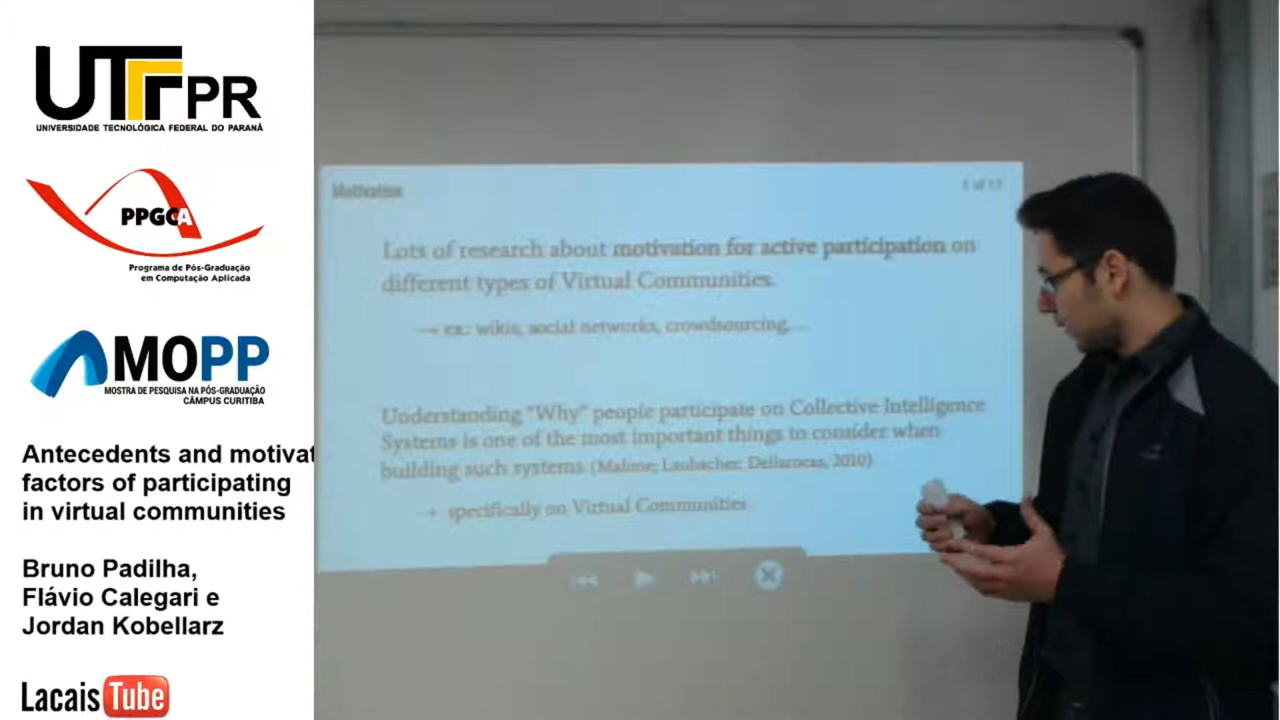 UTFPR
UNIVERSIDADE TECNOLÓGICA FEDERAL DO PARANÁ
PPGCA
Programa de Pós-Graduação
em Computação Aplicada
MOPP
MOSTRA DE PESQUISA NA PÓS-GRADUAÇÃO
CÂMPUS CURITIBA
Antecedents and motivat
factors of participating
in virtual communities
Bruno Padilha,
Flávio Calegari e
Jordan Kobellarz
Lacais Tube
Motivation
of 17
Lots of research about motivation for active participation on
different types of Virtual Communities.
→ ex.: wikis, social networks, crowdsourcing,...
Understanding "Why" people participate on Collective Intelligence
Systems is one of the most important things to consider when
building such systems (Malone; Laubacher; Dellarocas, 2010)
→ specifically on Virtual Communities